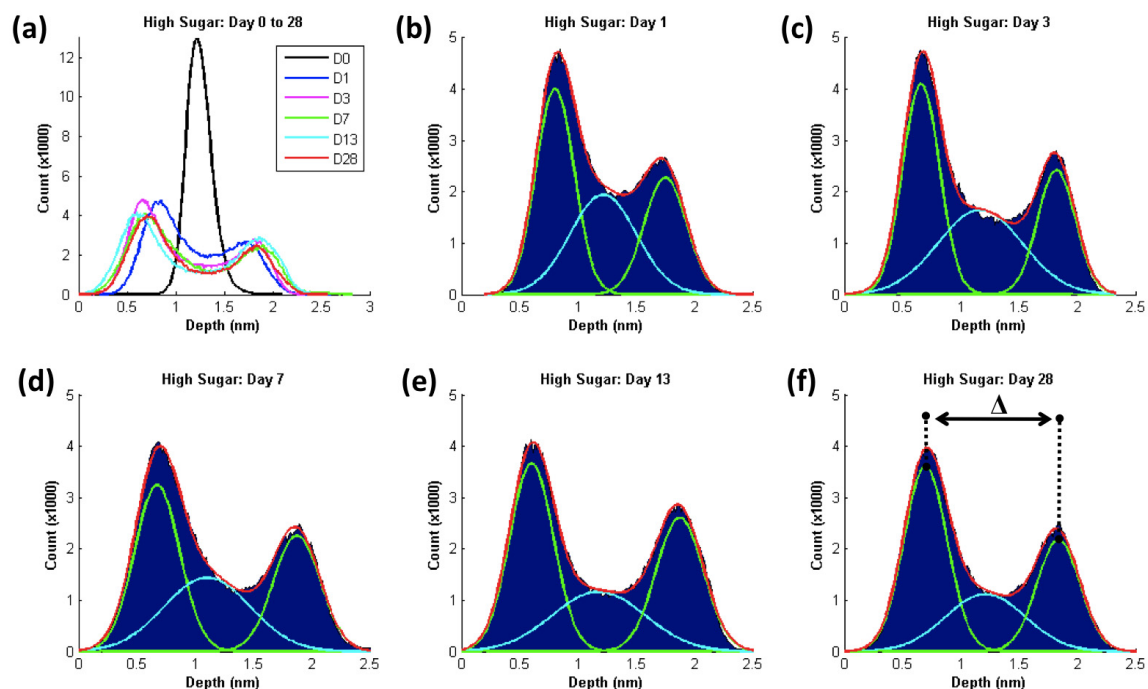 (a)
High Sugar: Day 0 to 28
12
10
8
6
4
2
0
Count (x1000)
D0
D1
D3
D7
D13
D28
0 0.5 1 1.5 2 2.5 3
Depth (nm)
(b)
High Sugar: Day 1
5
4
3
2
1
0
Count (x1000)
0 0.5 1 1.5 2 2.5
Depth (nm)
(c)
High Sugar: Day 3
5
4
3
2
1
0
Count (x1000)
0 0.5 1 1.5 2 2.5
Depth (nm)
(d)
High Sugar: Day 7
5
4
3
2
1
0
Count (x1000)
0 0.5 1 1.5 2 2.5
Depth (nm)
(e)
High Sugar: Day 13
5
4
3
2
1
0
Count (x1000)
0 0.5 1 1.5 2 2.5
Depth (nm)
(f)
High Sugar: Day 28
Δ
5
4
3
2
1
0
Count (x1000)
0 0.5 1 1.5 2 2.5
Depth (nm)